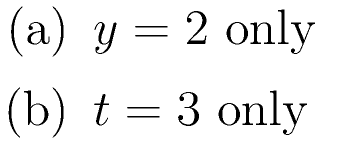 (a) y = 2 only
(b) t = 3 only